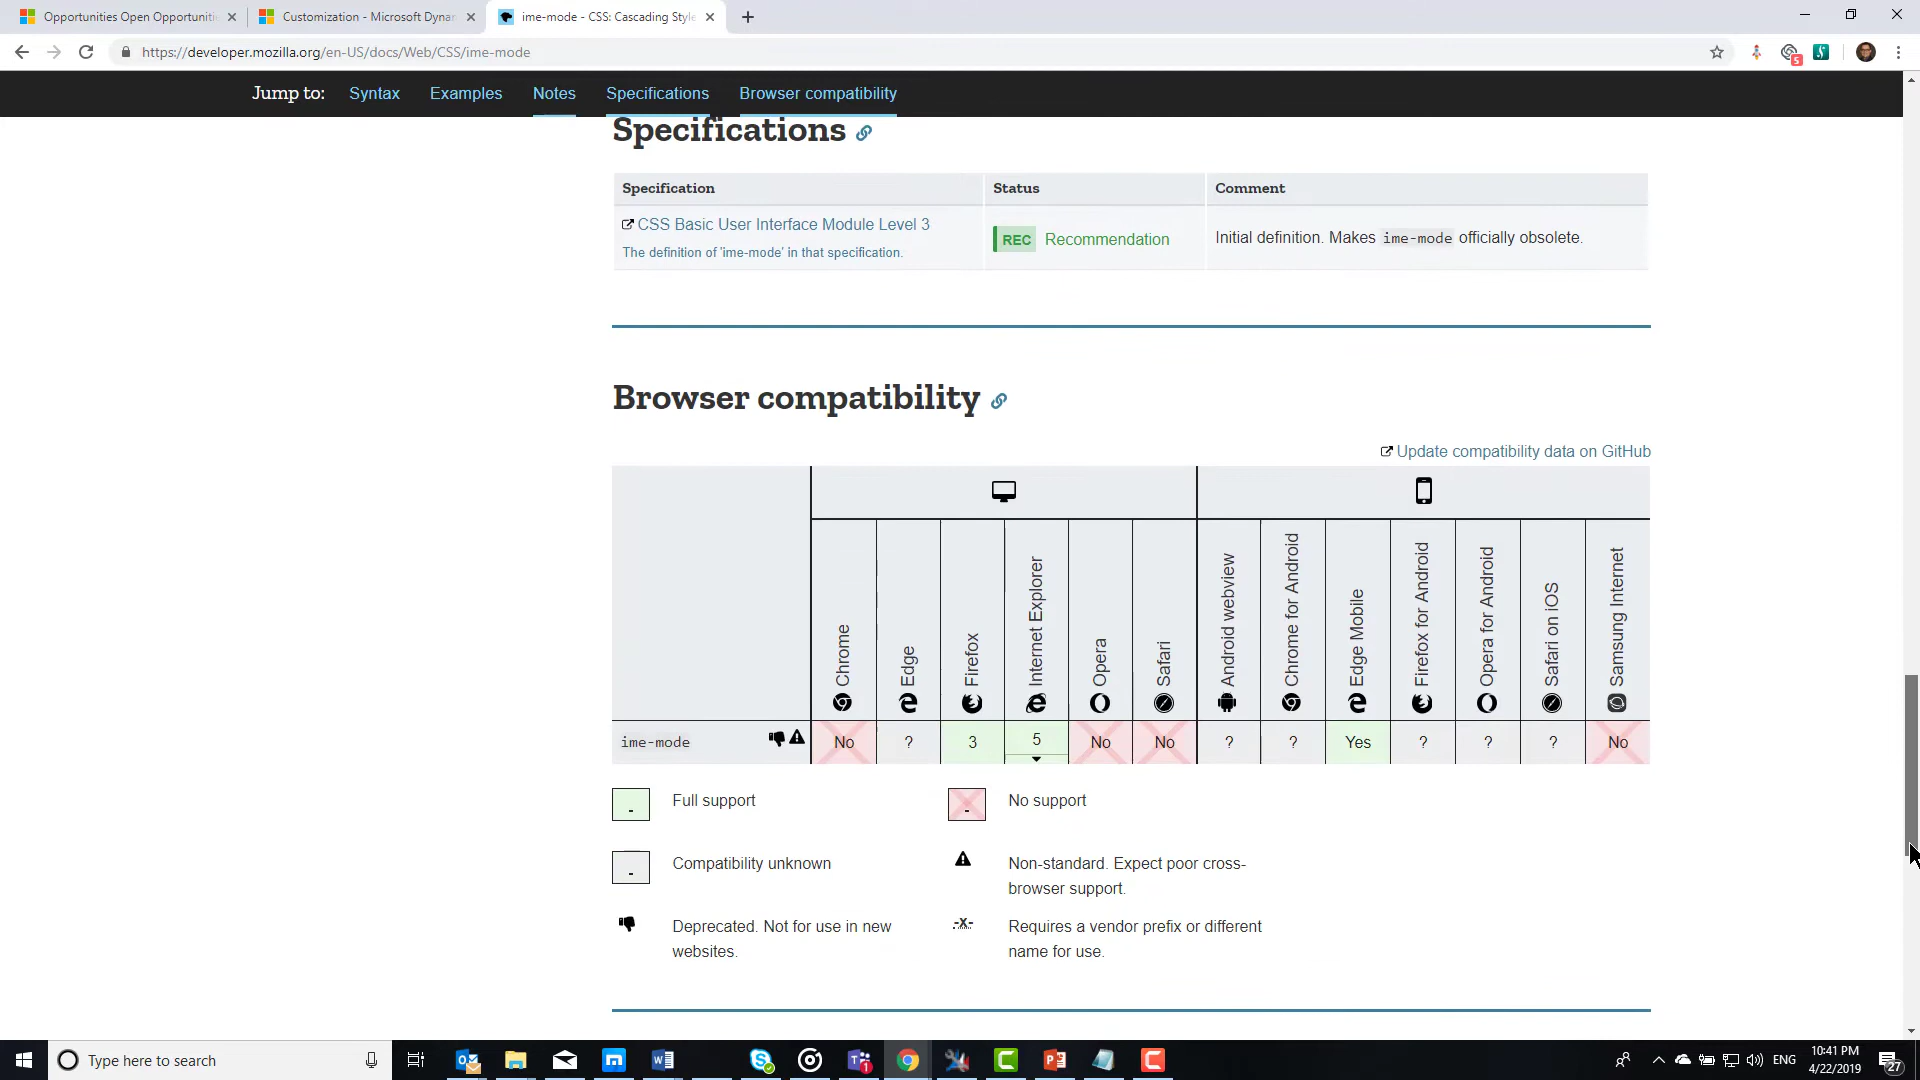 Opportunities Open Opportuniti
Customization - Microsoft Dynar
ime-mode - CSS: Cascading Style
https://developer.mozilla.org/en-US/docs/Web/CSS/ime-mode
5
Jump to: Syntax Examples Notes Specifications Browser compatibility
Specifications
Specification Status Comment
CSS Basic User Interface Module Level 3
The definition of 'ime-mode' in that specification.
REC Recommendation
Initial definition. Makes ime-mode officially obsolete.
Browser compatibility
Update compatibility data on GitHub
Chrome
Edge
Firefox
Internet Explorer
Opera
Safari
Android webview
Chrome for Android
Edge Mobile
Firefox for Android
Opera for Android
Safari on iOS
Samsung Internet
ime-mode No ? 3 5 No No ? ? Yes ? ? ? No
Full support
No support
Compatibility unknown
Non-standard. Expect poor cross-
browser support.
Deprecated. Not for use in new
websites.
-x-
Requires a vendor prefix or different
name for use.
Type here to search
ENG
10:41 PM
4/22/2019
27